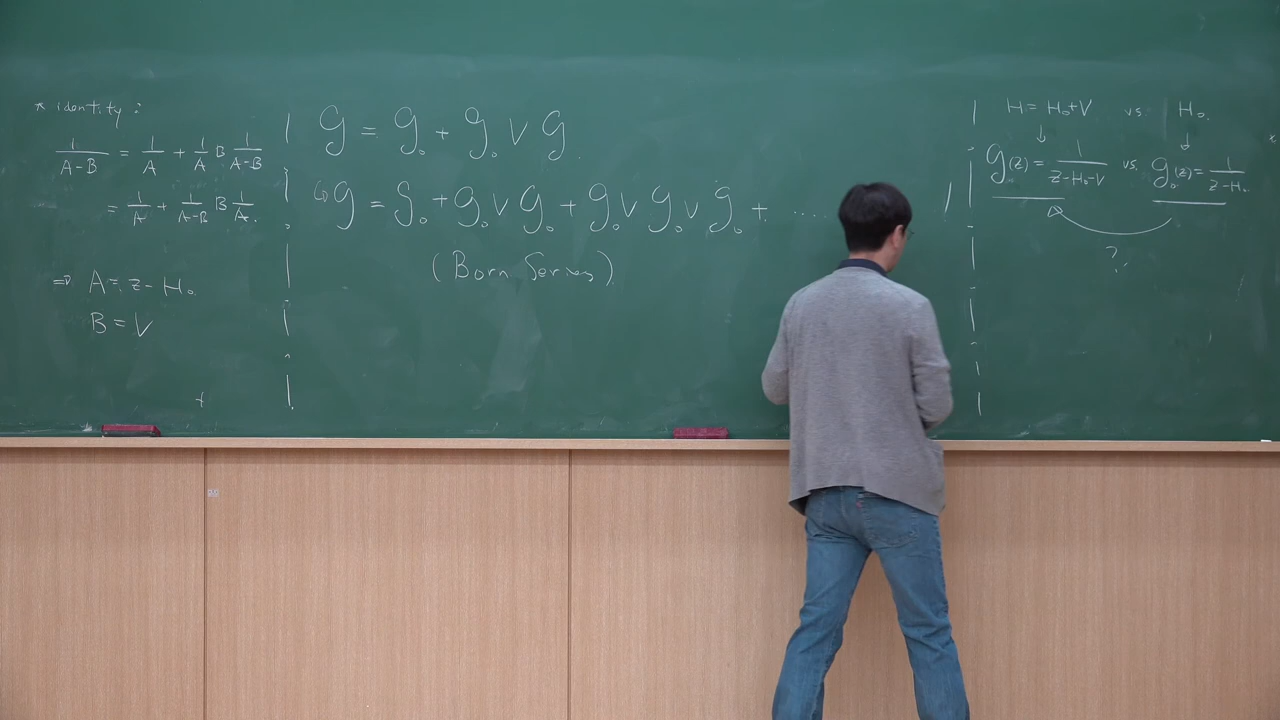 * identity :
1/(A-B) = 1/A + 1/A B 1/(A-B)
= 1/A + 1/(A-B) B 1/A.
⇒ A = z - H₀
B = V
G = G₀ + G₀ V G.
↳ G = G₀ + G₀ V G₀ + G₀ V G₀ V G₀ + ....
(Born Series)
H = H₀+V vs. H₀.
↓ ↓
G(z) = 1/(z-H₀-V) vs. G₀(z) = 1/(z-H₀)
?